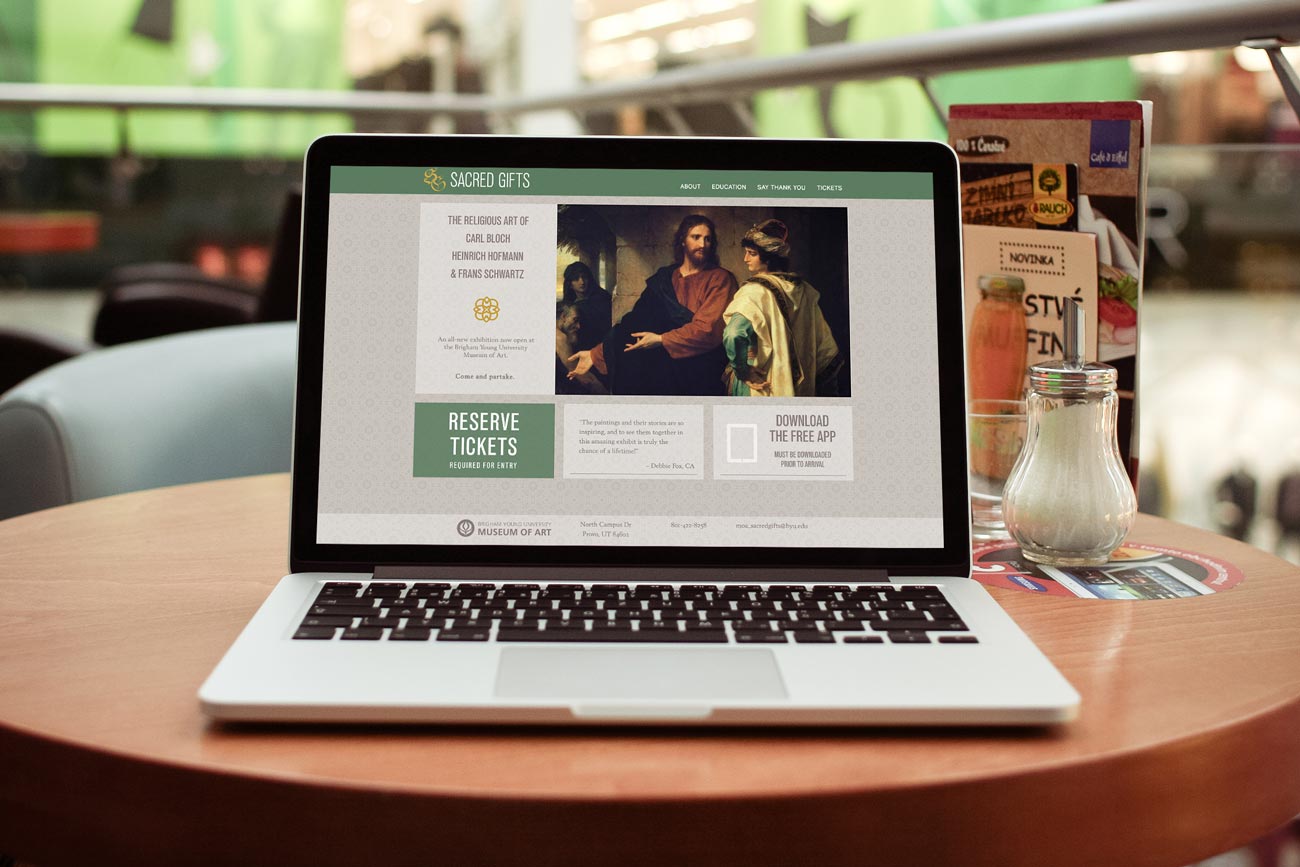 SACRED GIFTS
ABOUT EDUCATION SAY THANK YOU TICKETS
THE RELIGIOUS ART OF
CARL BLOCH
HEINRICH HOFMANN
& FRANS SCHWARTZ
An all-new exhibition now open at
the Brigham Young University
Museum of Art.
Come and partake.
RESERVE
TICKETS
REQUIRED FOR ENTRY
"The paintings and their stories are so
inspiring, and to see them together in
this amazing exhibit is truly the
chance of a lifetime!"
- Debbie Fox, CA
DOWNLOAD
THE FREE APP
MUST BE DOWNLOADED
PRIOR TO ARRIVAL
BRIGHAM YOUNG UNIVERSITY
MUSEUM OF ART
North Campus Dr
Provo, UT 84602
801-422-8258
moa_sacredgifts@byu.edu
100% Čerstvé
Café d'Eiffel
RAUCH
NOVINKA